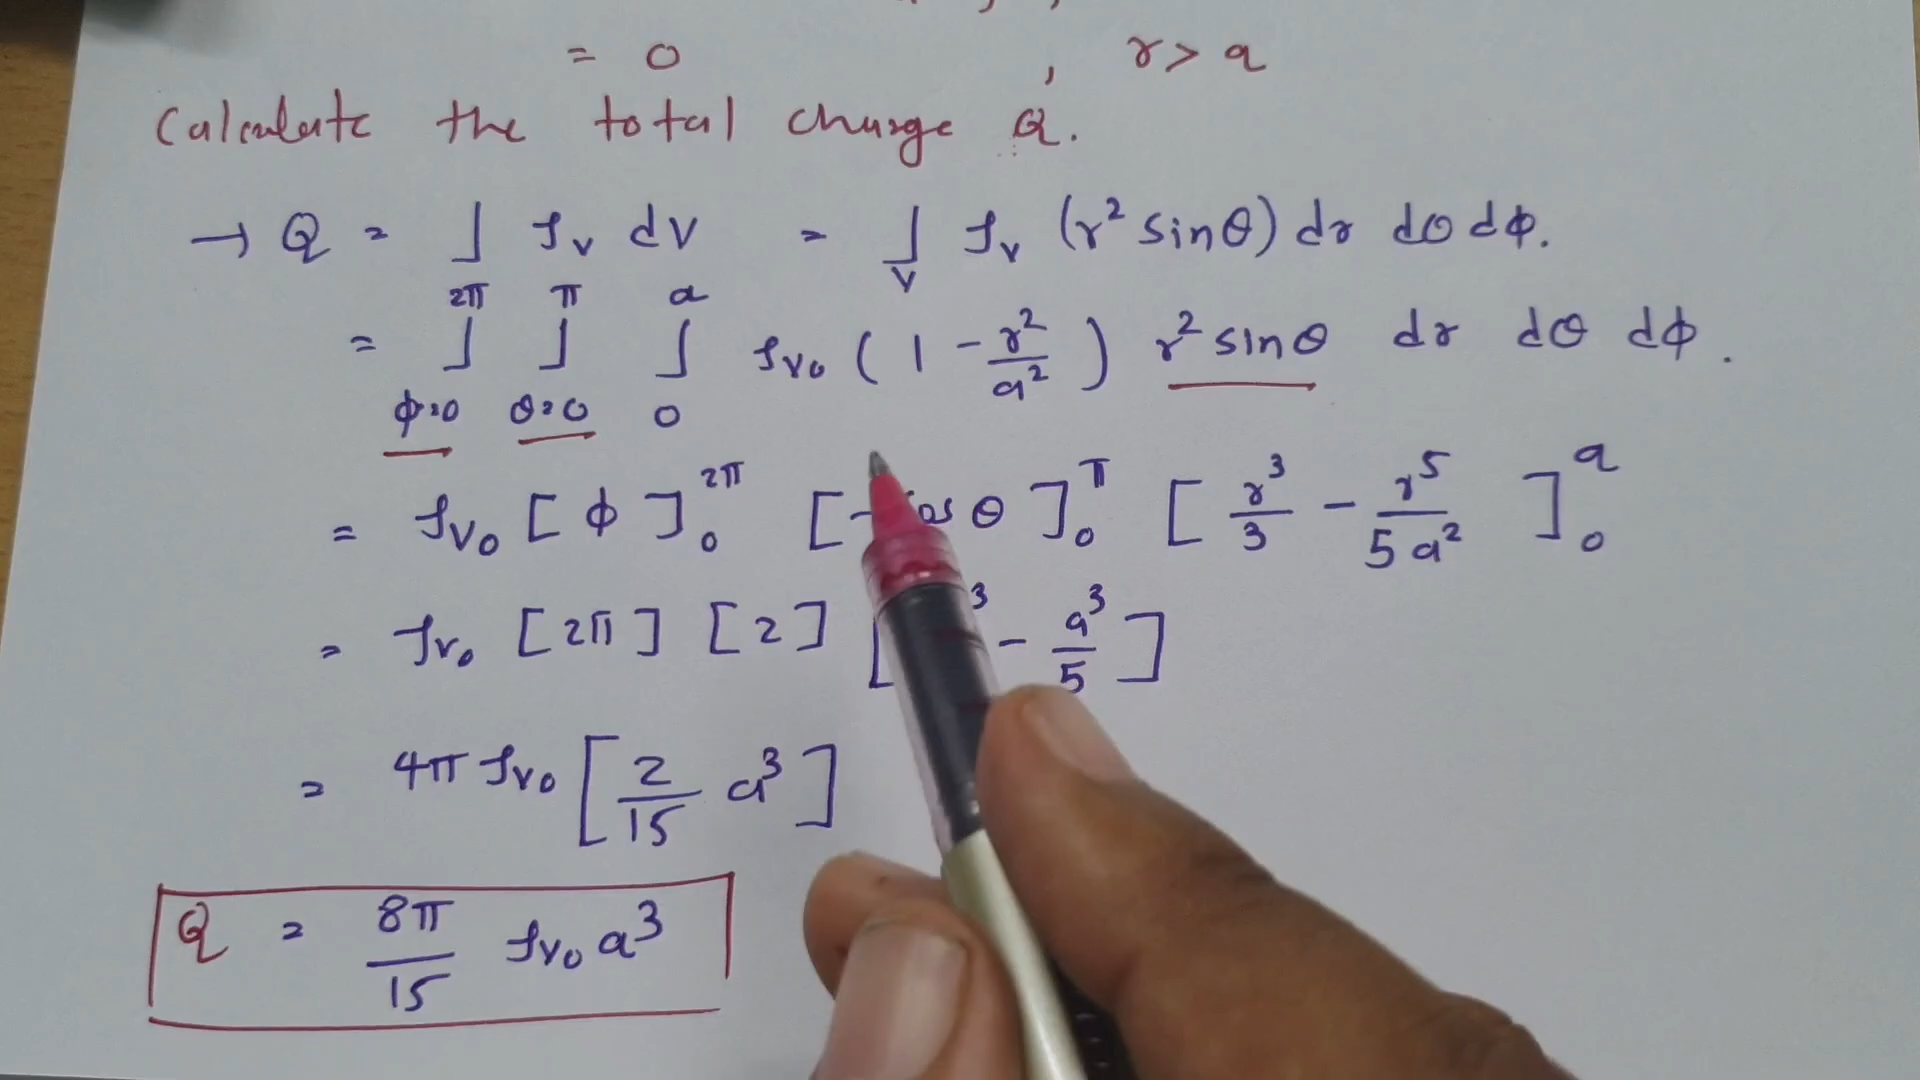 = 0 , r > a
Calculate the total charge Q.
→ Q = ∫ ρv dV = ∫v ρv (r² sinθ) dr dθ dϕ.
= ∫ϕ=0^2π ∫θ=0^π ∫0^a ρv0 (1 - r²/a²) r² sinθ dr dθ dϕ.
= ρv0 [ϕ]0^2π [- θ]0^π [r³/3 - r⁵/5a²]0^a
= ρv0 [2π] [2] [ ³ - a³/5]
= 4π ρv0 [2/15 a³]
Q = 8π/15 ρv0 a³